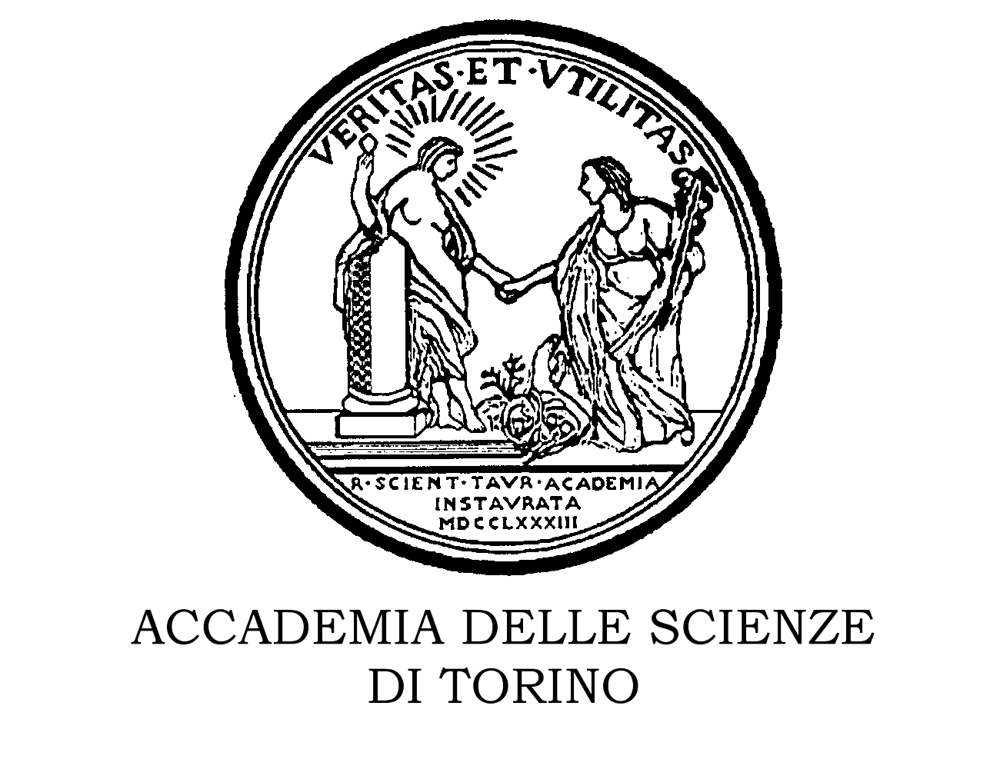 VERITAS·ET·VTILITAS
R·SCIENT·TAVR·ACADEMIA
INSTAVRATA
MDCCLXXXIII
ACCADEMIA DELLE SCIENZE
DI TORINO